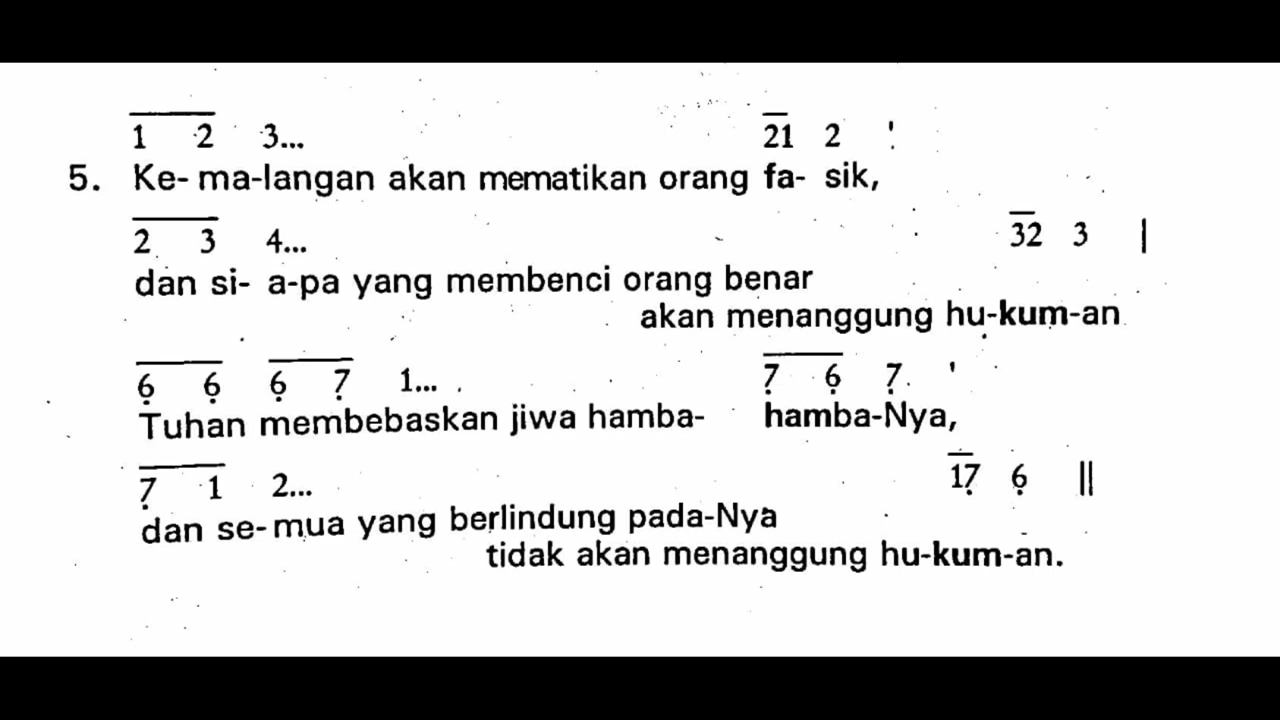 1 2 3... 21 2 '
5. Ke- ma-langan akan mematikan orang fa- sik,
2 3 4... 32 3 |
dan si- a-pa yang membenci orang benar
akan menanggung hu-kum-an
6̣ 6̣ 6̣ 7̣ 1... 7̣ 6̣ 7̣ '
Tuhan membebaskan jiwa hamba- hamba-Nya,
7̣ 1 2... 17̣ 6̣ ||
dan se-mua yang berlindung pada-Nya
tidak akan menanggung hu-kum-an.